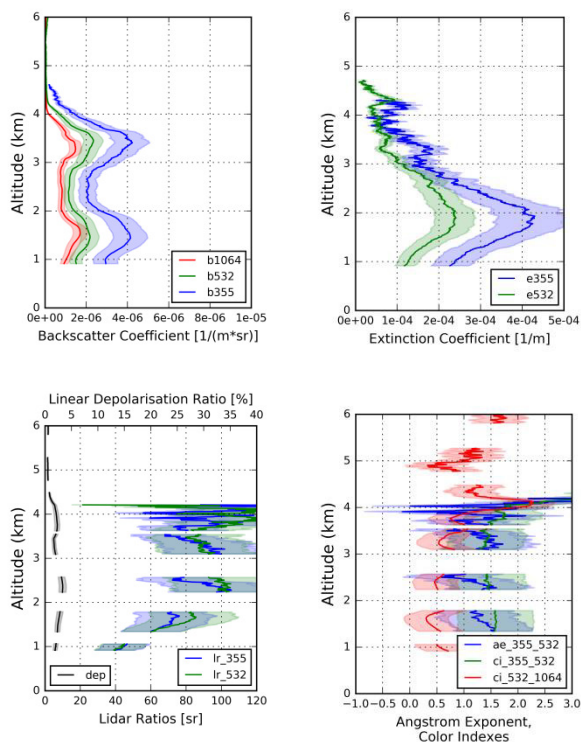 6
5
4
3
2
1
0
Altitude (km)
b1064
b532
b355
0e+00 2e-06 4e-06 6e-06 8e-06 1e-05
Backscatter Coefficient [1/(m*sr)]
6
5
4
3
2
1
0
Altitude (km)
e355
e532
0e+00 1e-04 2e-04 3e-04 4e-04 5e-04
Extinction Coefficient [1/m]
Linear Depolarisation Ratio [%]
0 5 10 15 20 25 30 35 40
6
5
4
3
2
1
0
Altitude (km)
dep
lr_355
lr_532
0 20 40 60 80 100 120
Lidar Ratios [sr]
6
5
4
3
2
1
0
Altitude (km)
ae_355_532
ci_355_532
ci_532_1064
−1.0 −0.5 0.0 0.5 1.0 1.5 2.0 2.5 3.0
Angstrom Exponent,
Color Indexes